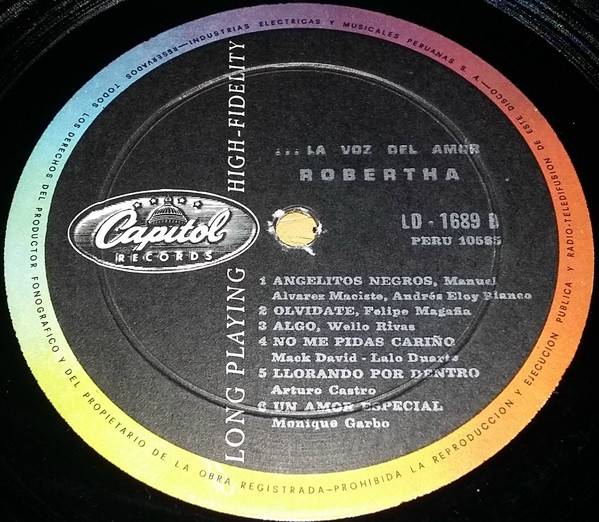 ...LA VOZ DEL AMOR
ROBERTHA
LD - 1689 B
PERU 10685
Capitol
RECORDS
LONG PLAYING HIGH-FIDELITY
1 ANGELITOS NEGROS, Manuel
Alvarez Maciste, Andrés Eloy Blanco
2 OLVIDATE, Felipe Magaña
3 ALGO, Wello Rivas
4 NO ME PIDAS CARIÑO
Mack David - Lalo Duarte
5 LLORANDO POR DENTRO
Arturo Castro
6 UN AMOR ESPECIAL
Monique Garbo
INDUSTRIAS ELECTRICAS Y MUSICALES PERUANAS S. A.—TODOS LOS DERECHOS DEL PRODUCTOR FONOGRAFICO Y DEL PROPIETARIO DE LA OBRA REGISTRADA—PROHIBIDA LA REPRODUCCION Y EJECUCION PUBLICA Y RADIO-TELEDIFUSION DE ESTE DISCO—RESERVADOS